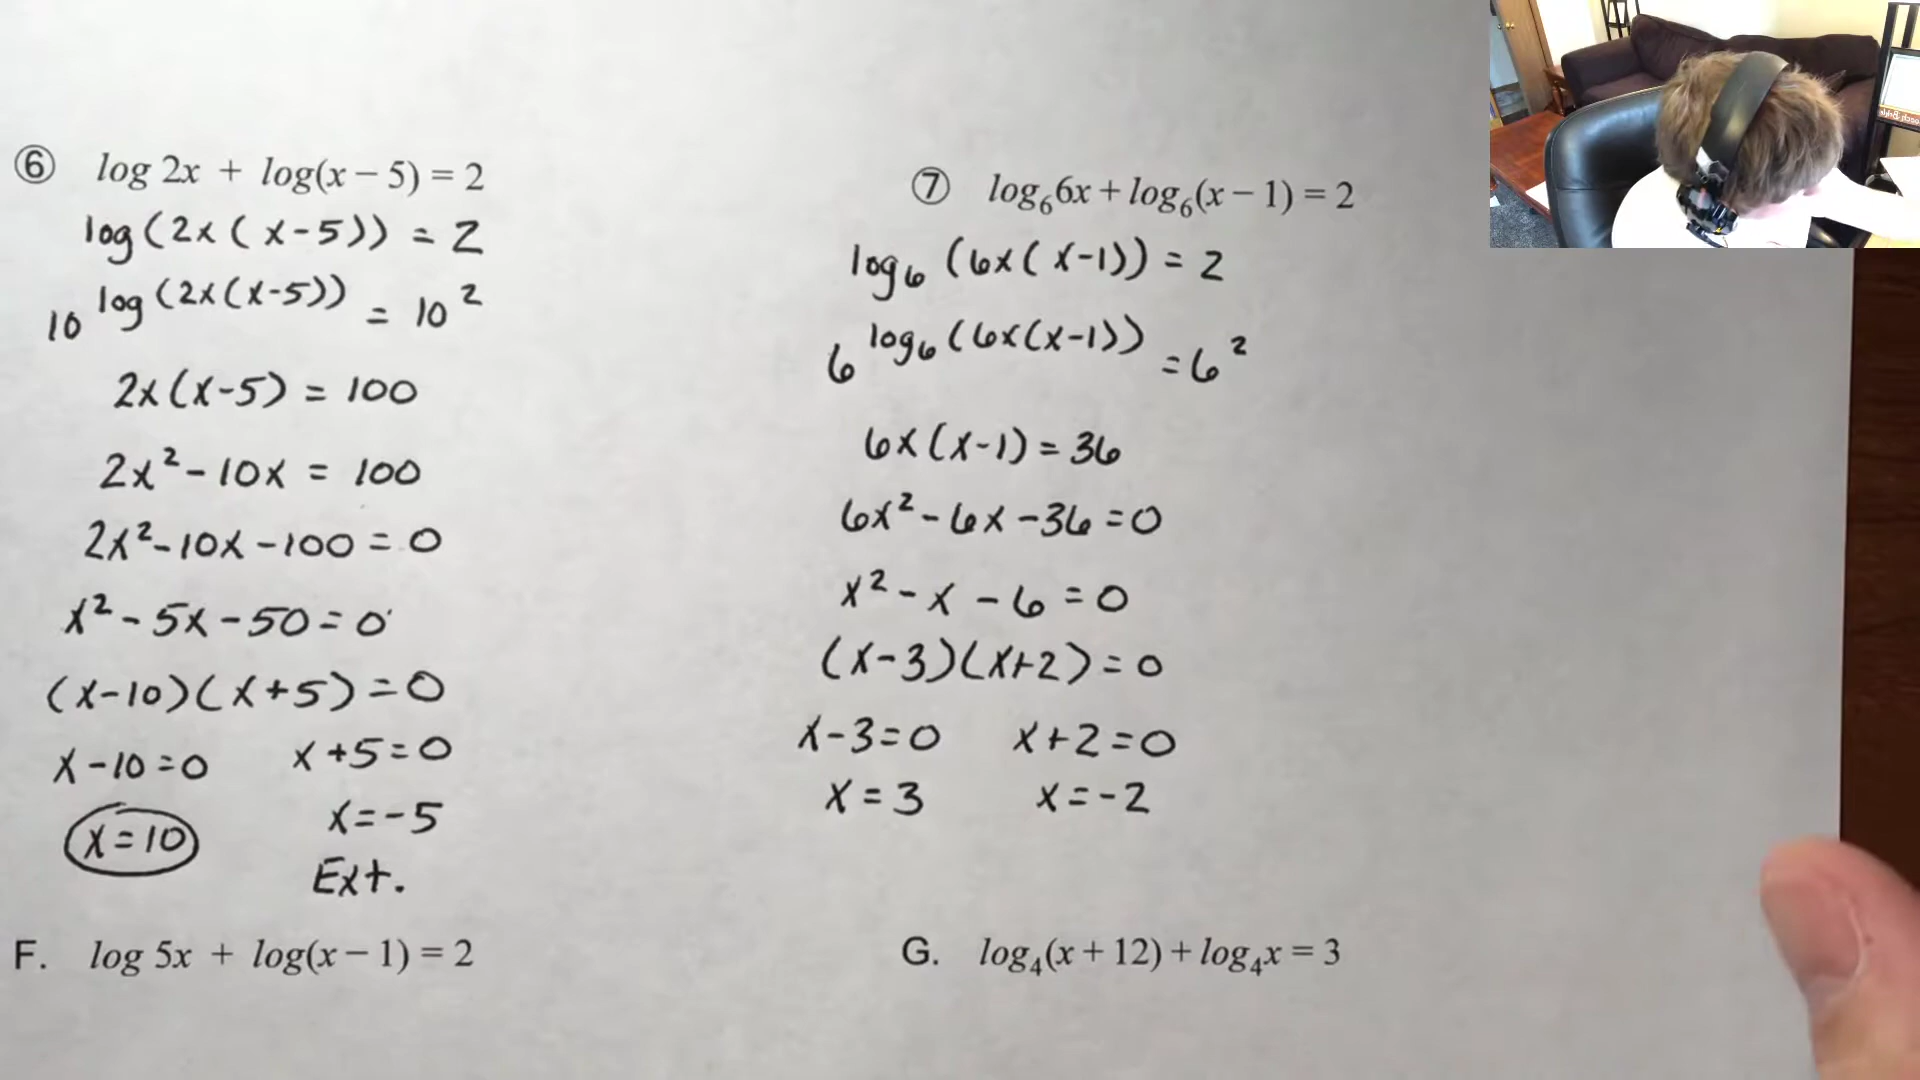 ⑥ log 2x + log(x − 5) = 2
log(2x(x-5)) = 2
10^log(2x(x-5)) = 10^2
2x(x-5) = 100
2x² - 10x = 100
2x² - 10x - 100 = 0
x² - 5x - 50 = 0
(x-10)(x+5) = 0
x - 10 = 0 x + 5 = 0
x = 10 x = -5
Ext.
F. log 5x + log(x − 1) = 2
⑦ log₆6x + log₆(x − 1) = 2
log₆(6x(x-1)) = 2
6^log₆(6x(x-1)) = 6^2
6x(x-1) = 36
6x² - 6x - 36 = 0
x² - x - 6 = 0
(x-3)(x+2) = 0
x - 3 = 0 x + 2 = 0
x = 3 x = -2
G. log₄(x + 12) + log₄x = 3